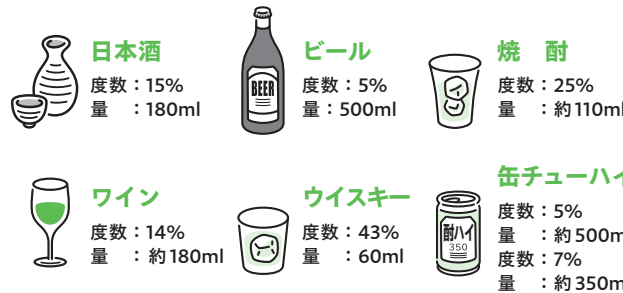 日本酒
度数：15%
量　：180ml
ビール
BEER
度数：5%
量：500ml
焼　酎
度数：25%
量　：約110ml
ワイン
度数：14%
量　：約180ml
ウイスキー
度数：43%
量　：60ml
缶チューハイ
酎ハイ
350
度数：5%
量　：約500m
度数：7%
量　：約350m